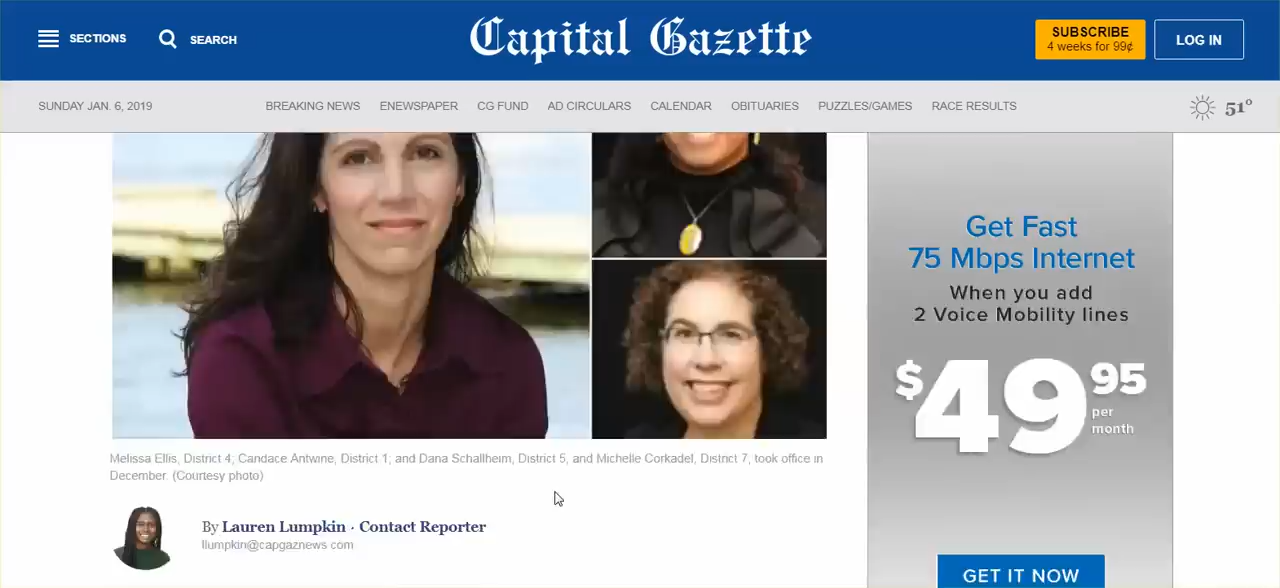 SECTIONS
SEARCH
Capital Gazette
SUBSCRIBE
4 weeks for 99¢
LOG IN
SUNDAY JAN. 6, 2019
BREAKING NEWS
ENEWSPAPER
CG FUND
AD CIRCULARS
CALENDAR
OBITUARIES
PUZZLES/GAMES
RACE RESULTS
51°
Get Fast
75 Mbps Internet
When you add
2 Voice Mobility lines
$49 95
per
month
GET IT NOW
Melissa Ellis, District 4; Candace Antwine, District 1; and Dana Schallheim, District 5, and Michelle Corkadel, District 7, took office in
December. (Courtesy photo)
By Lauren Lumpkin · Contact Reporter
llumpkin@capgaznews.com